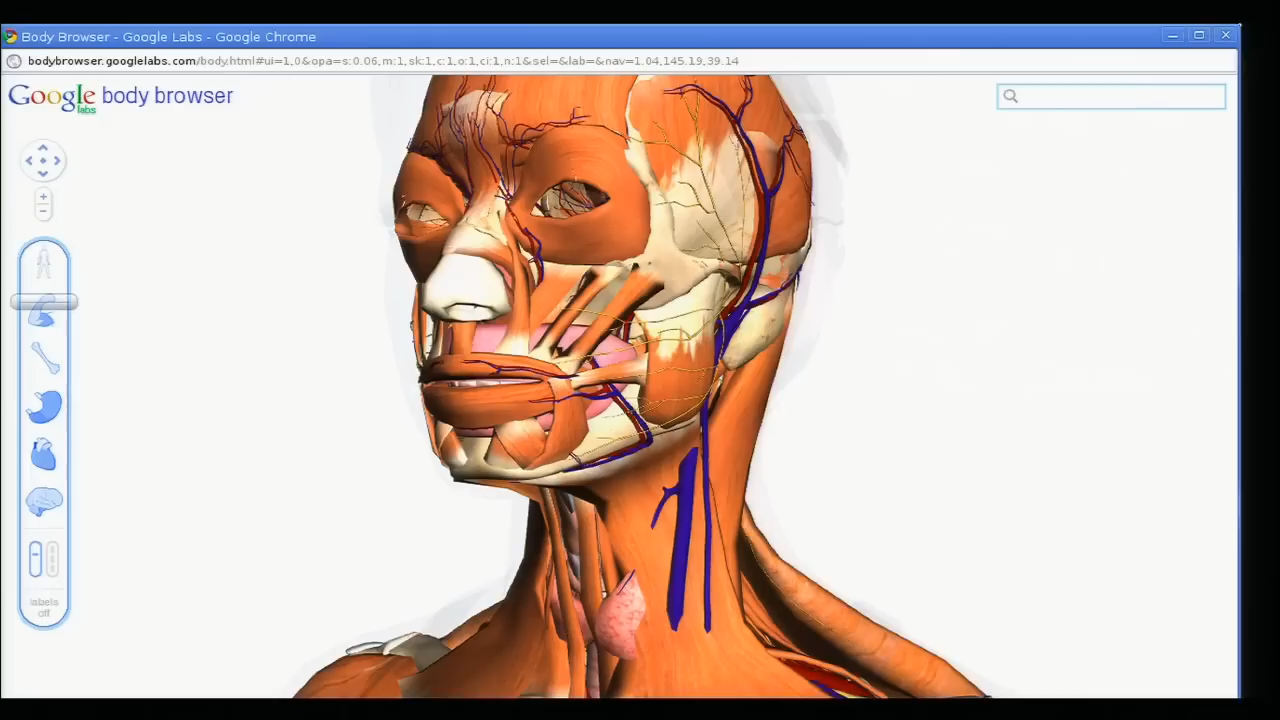 Body Browser - Google Labs - Google Chrome
bodybrowser.googlelabs.com/body.html#ui=1,0&opa=s:0.06,m:1,sk:1,c:1,o:1,ci:1,n:1&sel=&lab=&nav=1.04,145.19,39.14
Google labs body browser
labels
off